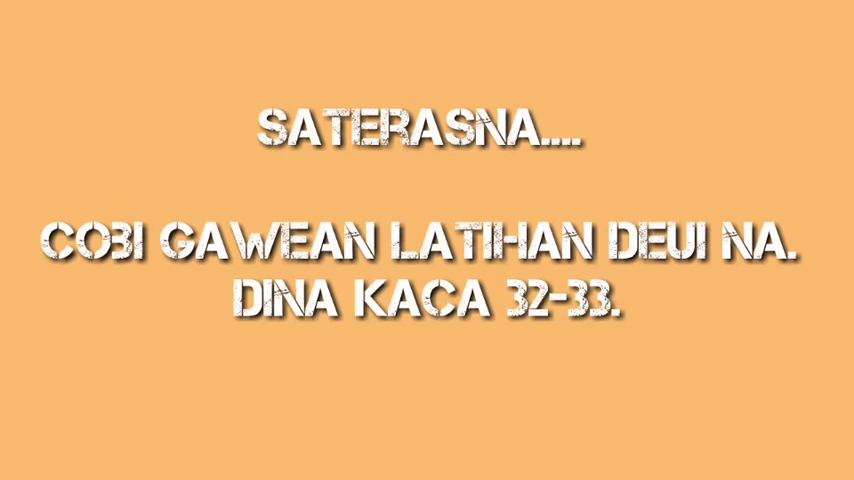 SATERASNA....
COBI GAWEAN LATIHAN DEUI NA.
DINA KACA 32-33.